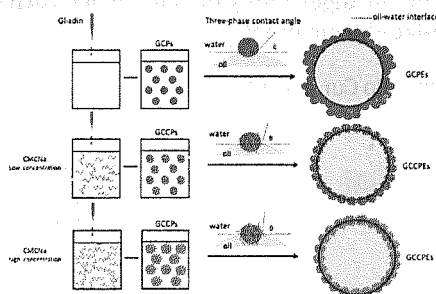 Gliadin
Three-phase contact angle
oil-water interface
GCPs
water
oil
GCPEs
GCCPs
CMCNa
Low concentration
water
θ
oil
GCCPEs
GCCPs
CMCNa
high concentration
water
θ
oil
GCCPEs